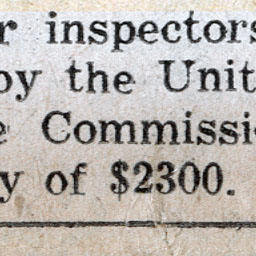 r inspectors
by the Unit
e Commissi
y of $2300.